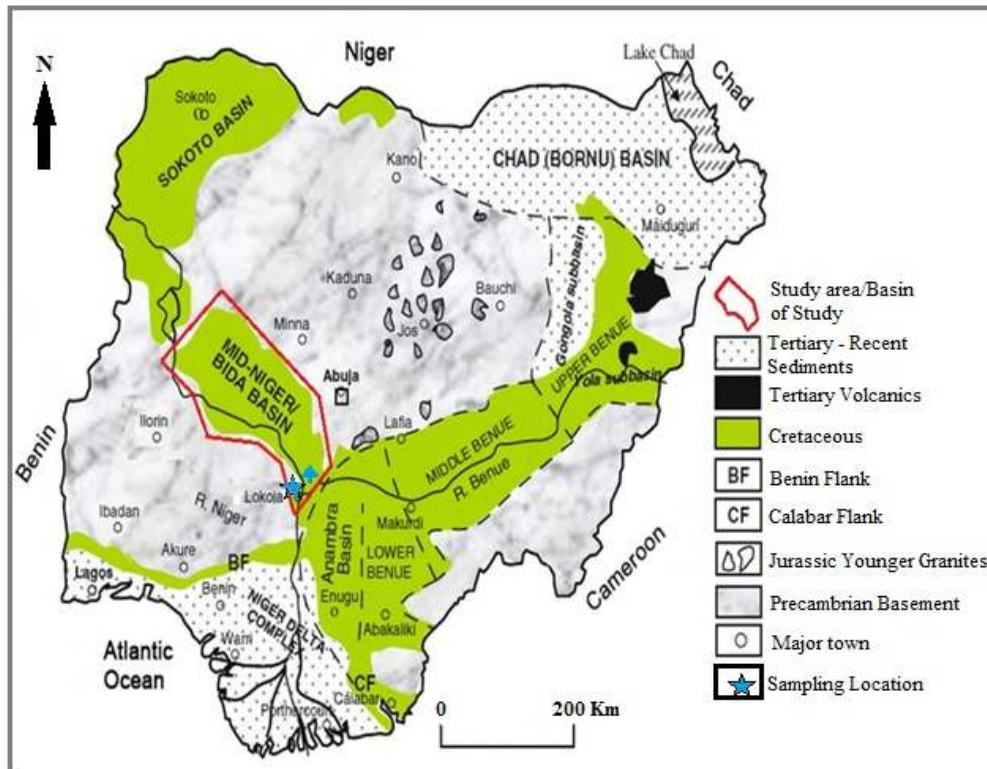 Niger
Lake Chad
Chad
N
Sokoto
SOKOTO BASIN
Kano
CHAD (BORNU) BASIN
Maiduguri
Kaduna
Bauchi
Gongola subbasin
Minna
Jos
MID-NIGER/
BIDA BASIN
Abuja
UPPER BENUE
Yola subbasin
Ilorin
Lafia
MIDDLE BENUE
Benin
R. Benue
Lokoja
R. Niger
Makurdi
Ibadan
Anambra
Basin
LOWER
BENUE
Cameroon
Akure
BF
Lagos
Benin
Enugu
NIGER DELTA
COMPLEX
Abakaliki
Warri
Atlantic
Ocean
CF
Calabar
Portharcourt
0 200 Km
Study area/Basin
of Study
Tertiary - Recent
Sediments
Tertiary Volcanics
Cretaceous
BF Benin Flank
CF Calabar Flank
Jurassic Younger Granites
Precambrian Basement
Major town
Sampling Location